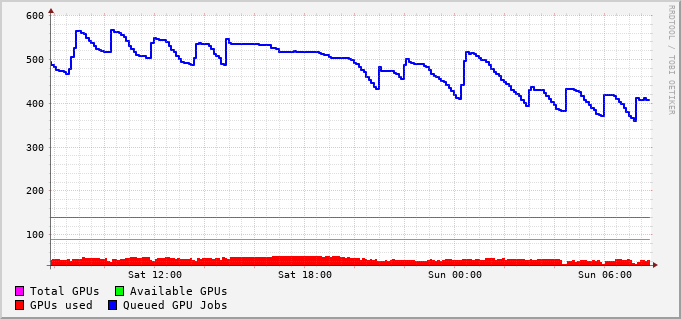 600
500
400
300
200
100
Sat 12:00 Sat 18:00 Sun 00:00 Sun 06:00
Total GPUs Available GPUs
GPUs used Queued GPU Jobs
RRDTOOL / TOBI OETIKER